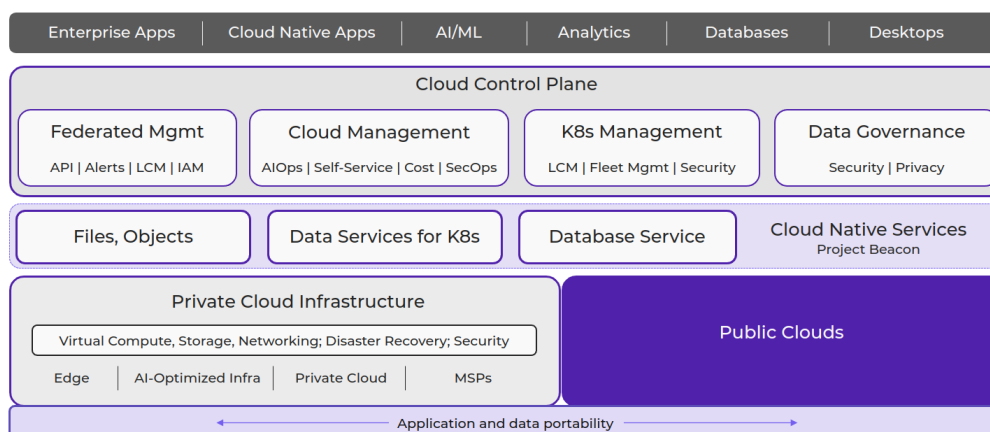 Enterprise Apps | Cloud Native Apps | AI/ML | Analytics | Databases | Desktops
Cloud Control Plane
Federated Mgmt
API | Alerts | LCM | IAM
Cloud Management
AIOps | Self-Service | Cost | SecOps
K8s Management
LCM | Fleet Mgmt | Security
Data Governance
Security | Privacy
Files, Objects
Data Services for K8s
Database Service
Cloud Native Services
Project Beacon
Private Cloud Infrastructure
Virtual Compute, Storage, Networking; Disaster Recovery; Security
Edge | AI-Optimized Infra | Private Cloud | MSPs
Public Clouds
Application and data portability